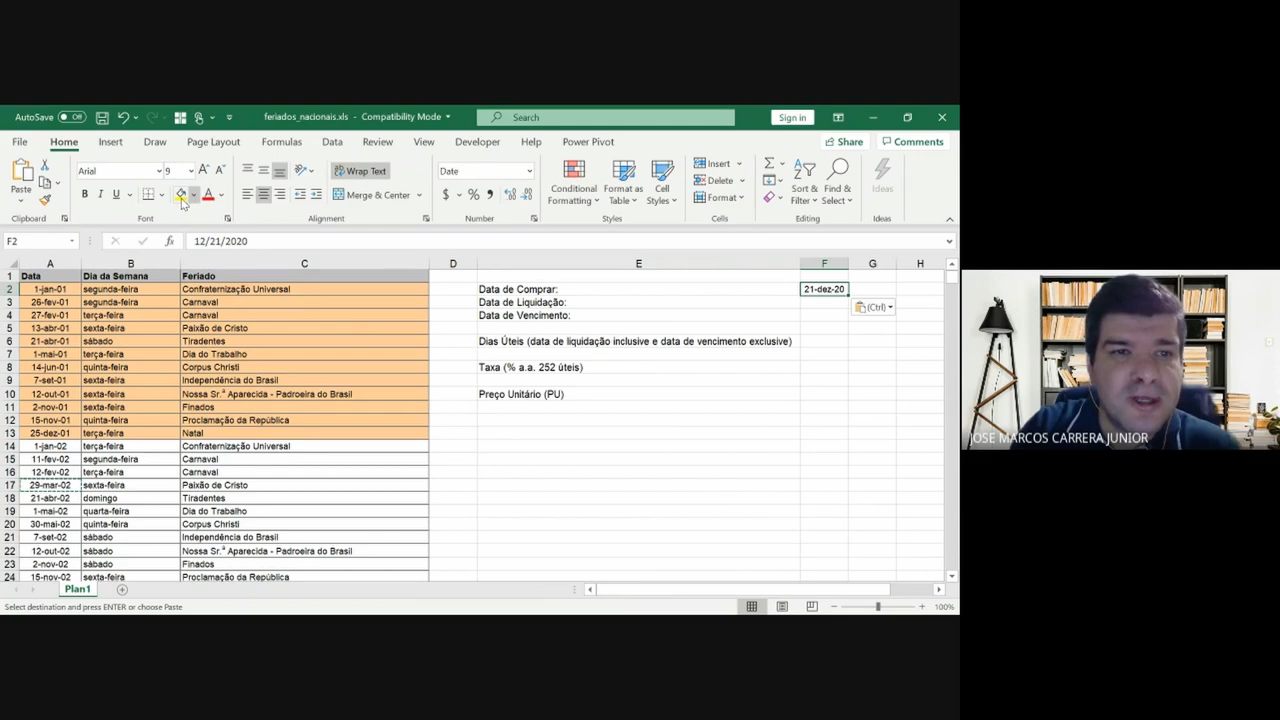 AutoSave Off feriados_nacionais.xls - Compatibility Mode Search Sign in
File Home Insert Draw Page Layout Formulas Data Review View Developer Help Power Pivot Share Comments
Paste Arial 9 Wrap Text Date Conditional Formatting Format as Table Cell Styles Insert Sort & Filter Find & Select Ideas
B I U Merge & Center $ % Delete
Format
Clipboard Font Alignment Number Styles Cells Editing Ideas
F2 fx 12/21/2020
A B C D E F G H
1 Data Dia da Semana Feriado
2 1-jan-01 segunda-feira Confraternização Universal Data de Comprar: 21-dez-20
3 26-fev-01 segunda-feira Carnaval Data de Liquidação: (Ctrl)
4 27-fev-01 terça-feira Carnaval Data de Vencimento:
5 13-abr-01 sexta-feira Paixão de Cristo
6 21-abr-01 sábado Tiradentes Dias Úteis (data de liquidação inclusive e data de vencimento exclusive)
7 1-mai-01 terça-feira Dia do Trabalho
8 14-jun-01 quinta-feira Corpus Christi Taxa (% a.a. 252 úteis)
9 7-set-01 sexta-feira Independência do Brasil
10 12-out-01 sexta-feira Nossa Sr.ª Aparecida - Padroeira do Brasil Preço Unitário (PU)
11 2-nov-01 sexta-feira Finados
12 15-nov-01 quinta-feira Proclamação da República
13 25-dez-01 terça-feira Natal
14 1-jan-02 terça-feira Confraternização Universal
15 11-fev-02 segunda-feira Carnaval
16 12-fev-02 terça-feira Carnaval
17 29-mar-02 sexta-feira Paixão de Cristo
18 21-abr-02 domingo Tiradentes
19 1-mai-02 quarta-feira Dia do Trabalho
20 30-mai-02 quinta-feira Corpus Christi
21 7-set-02 sábado Independência do Brasil
22 12-out-02 sábado Nossa Sr.ª Aparecida - Padroeira do Brasil
23 2-nov-02 sábado Finados
24 15-nov-02 sexta-feira Proclamação da República
Plan1
Select destination and press ENTER or choose Paste 100%
JOSE MARCOS CARRERA JUNIOR